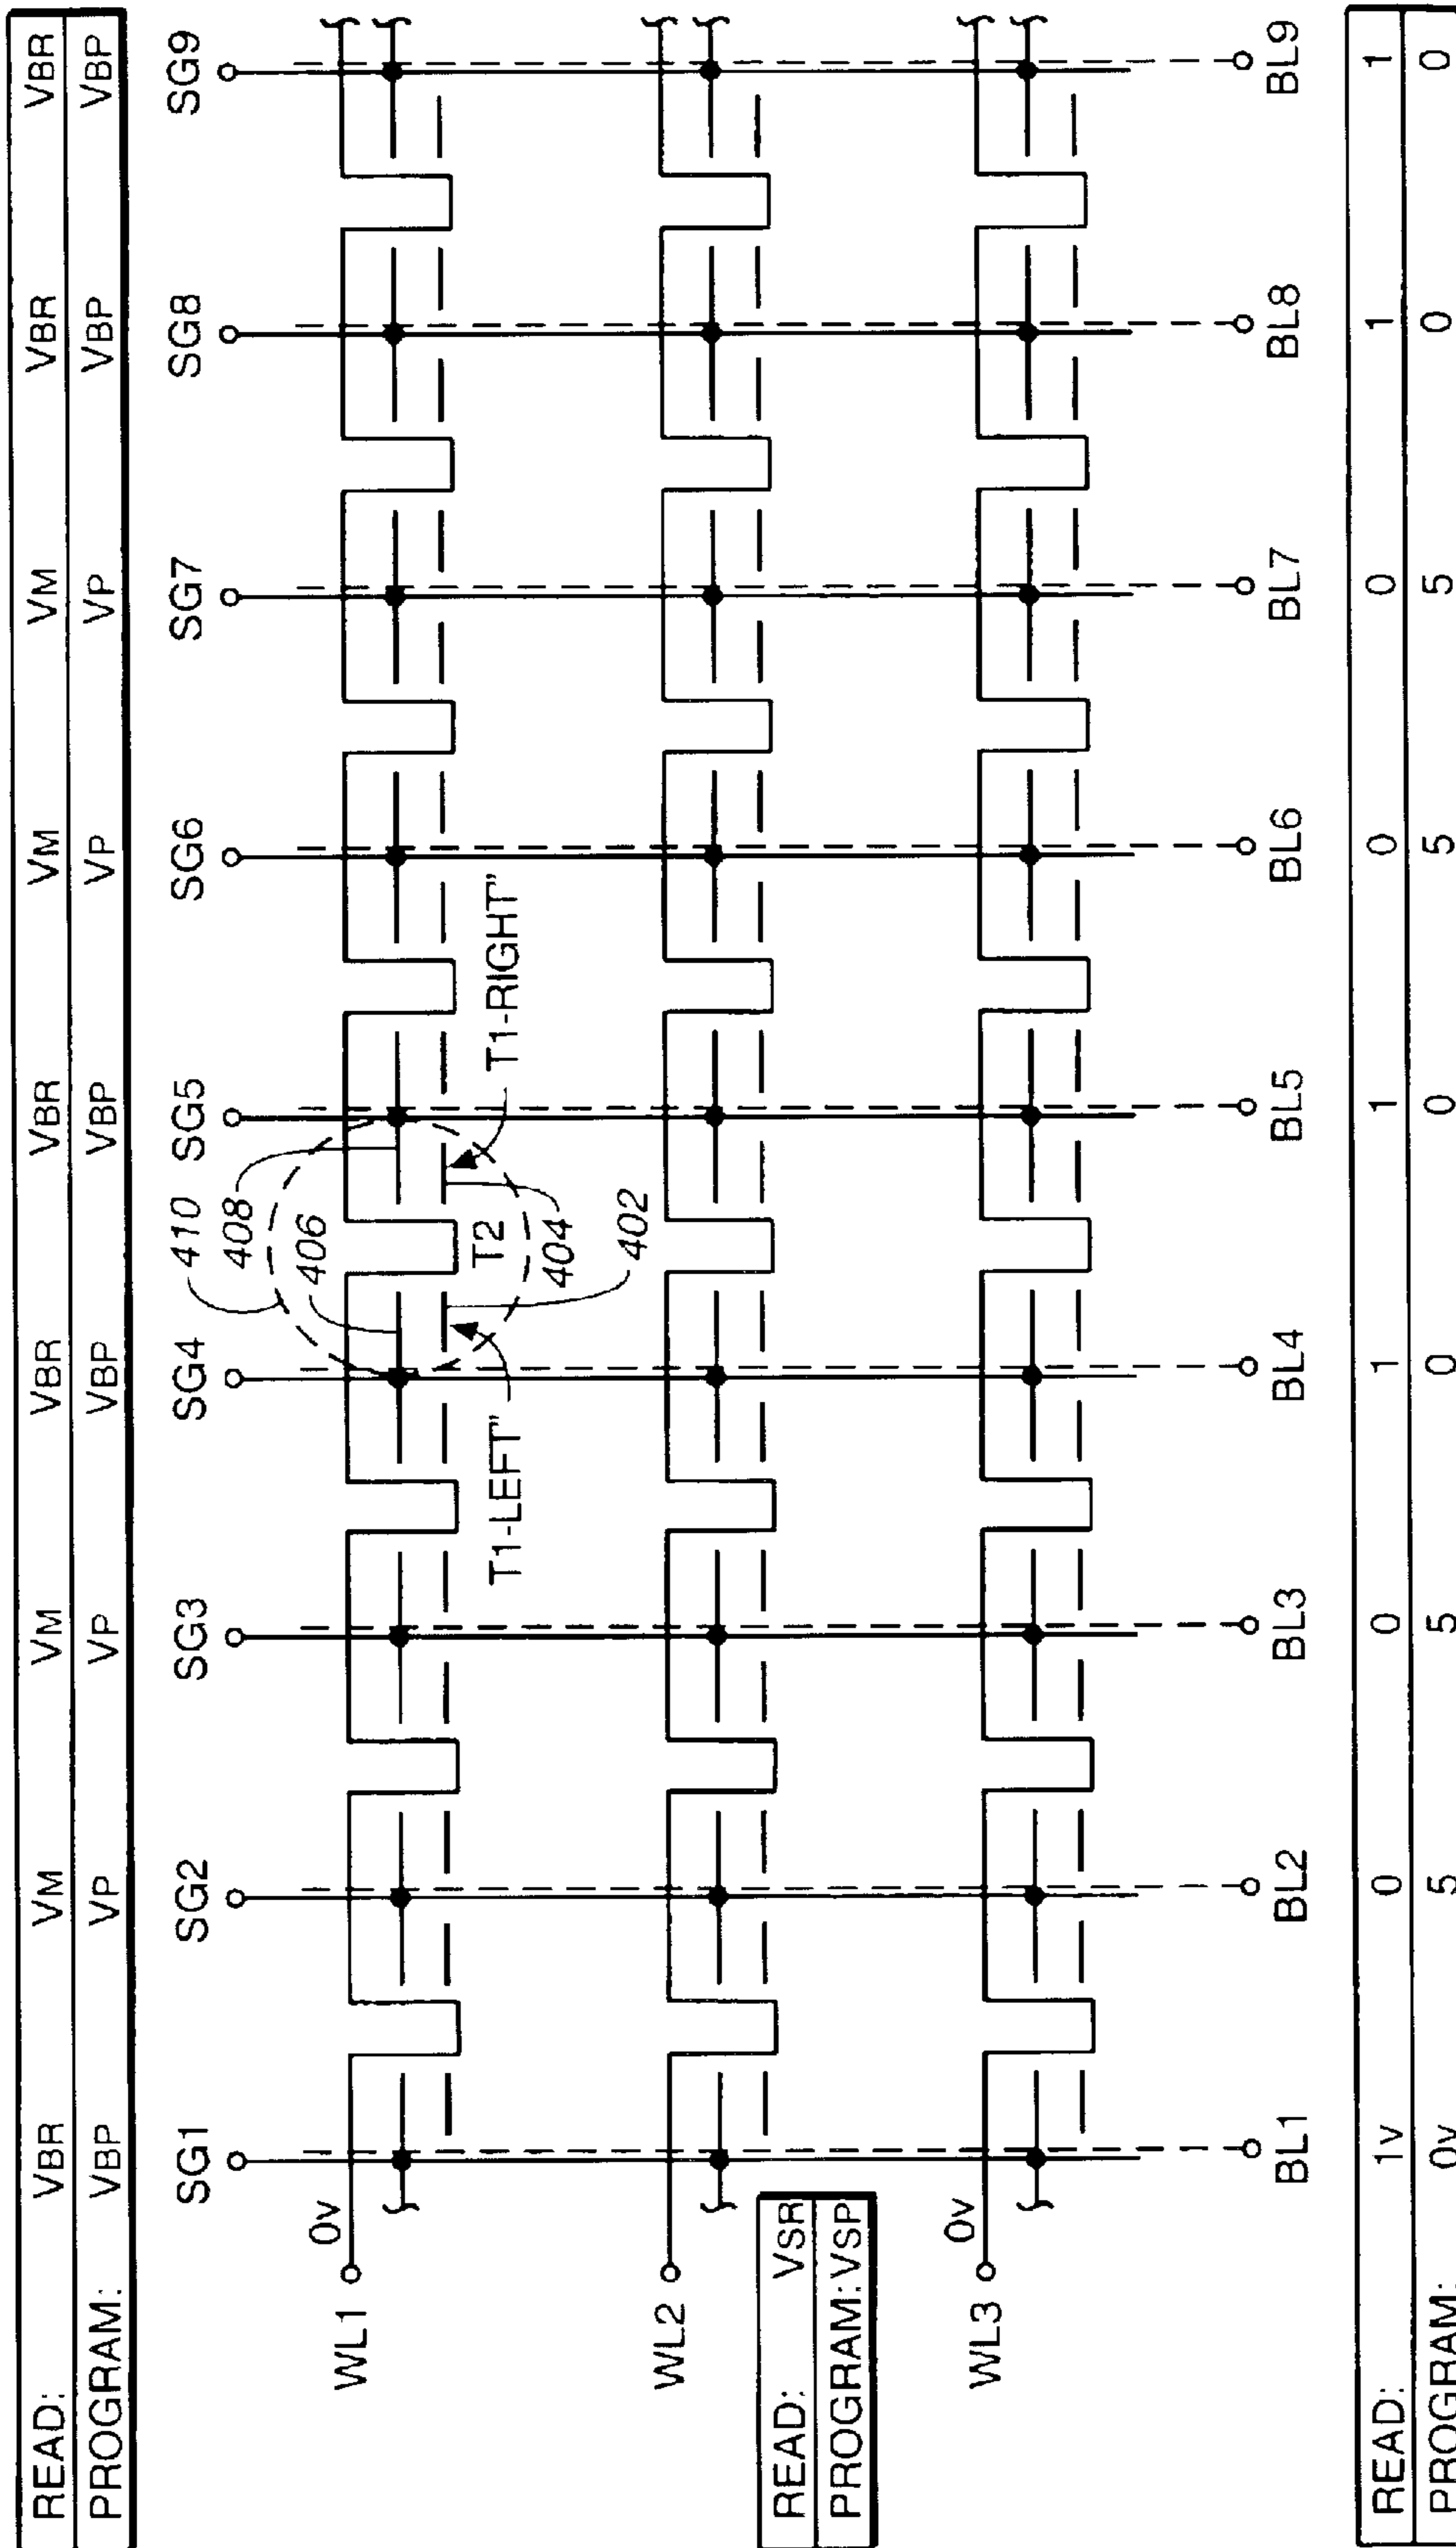 READ: VBR VM VM VBR VBR VM VM VBR VBR
PROGRAM: VBP VP VP VBP VBP VP VP VBP VBP
SG1 SG2 SG3 SG4 SG5 SG6 SG7 SG8 SG9
410
408
406
WL1 0v
T2
404
402
T1-LEFT" T1-RIGHT"
WL2
READ: VSR
PROGRAM: VSP
WL3 0v
BL1 BL2 BL3 BL4 BL5 BL6 BL7 BL8 BL9
READ: 1v 0 0 1 1 0 0 1 1
PROGRAM: 0v 5 5 0 0 5 5 0 0